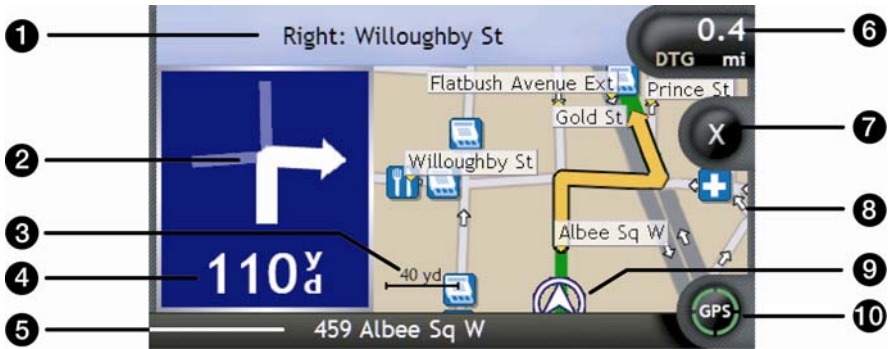 1
Right: Willoughby St
0.4
DTG mi
6
Flatbush Avenue Ext
Prince St
Gold St
X
7
2
Willoughby St
8
3
Albee Sq W
40 yd
9
4
110 yd
5
459 Albee Sq W
GPS
10